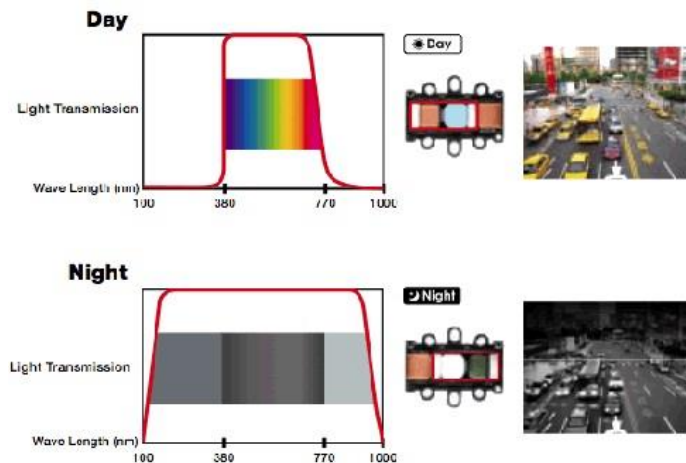 Day
Day
Light Transmission
Wave Length (nm)
100 380 770 1000
Night
Night
Light Transmission
Wave Length (nm)
100 380 770 1000